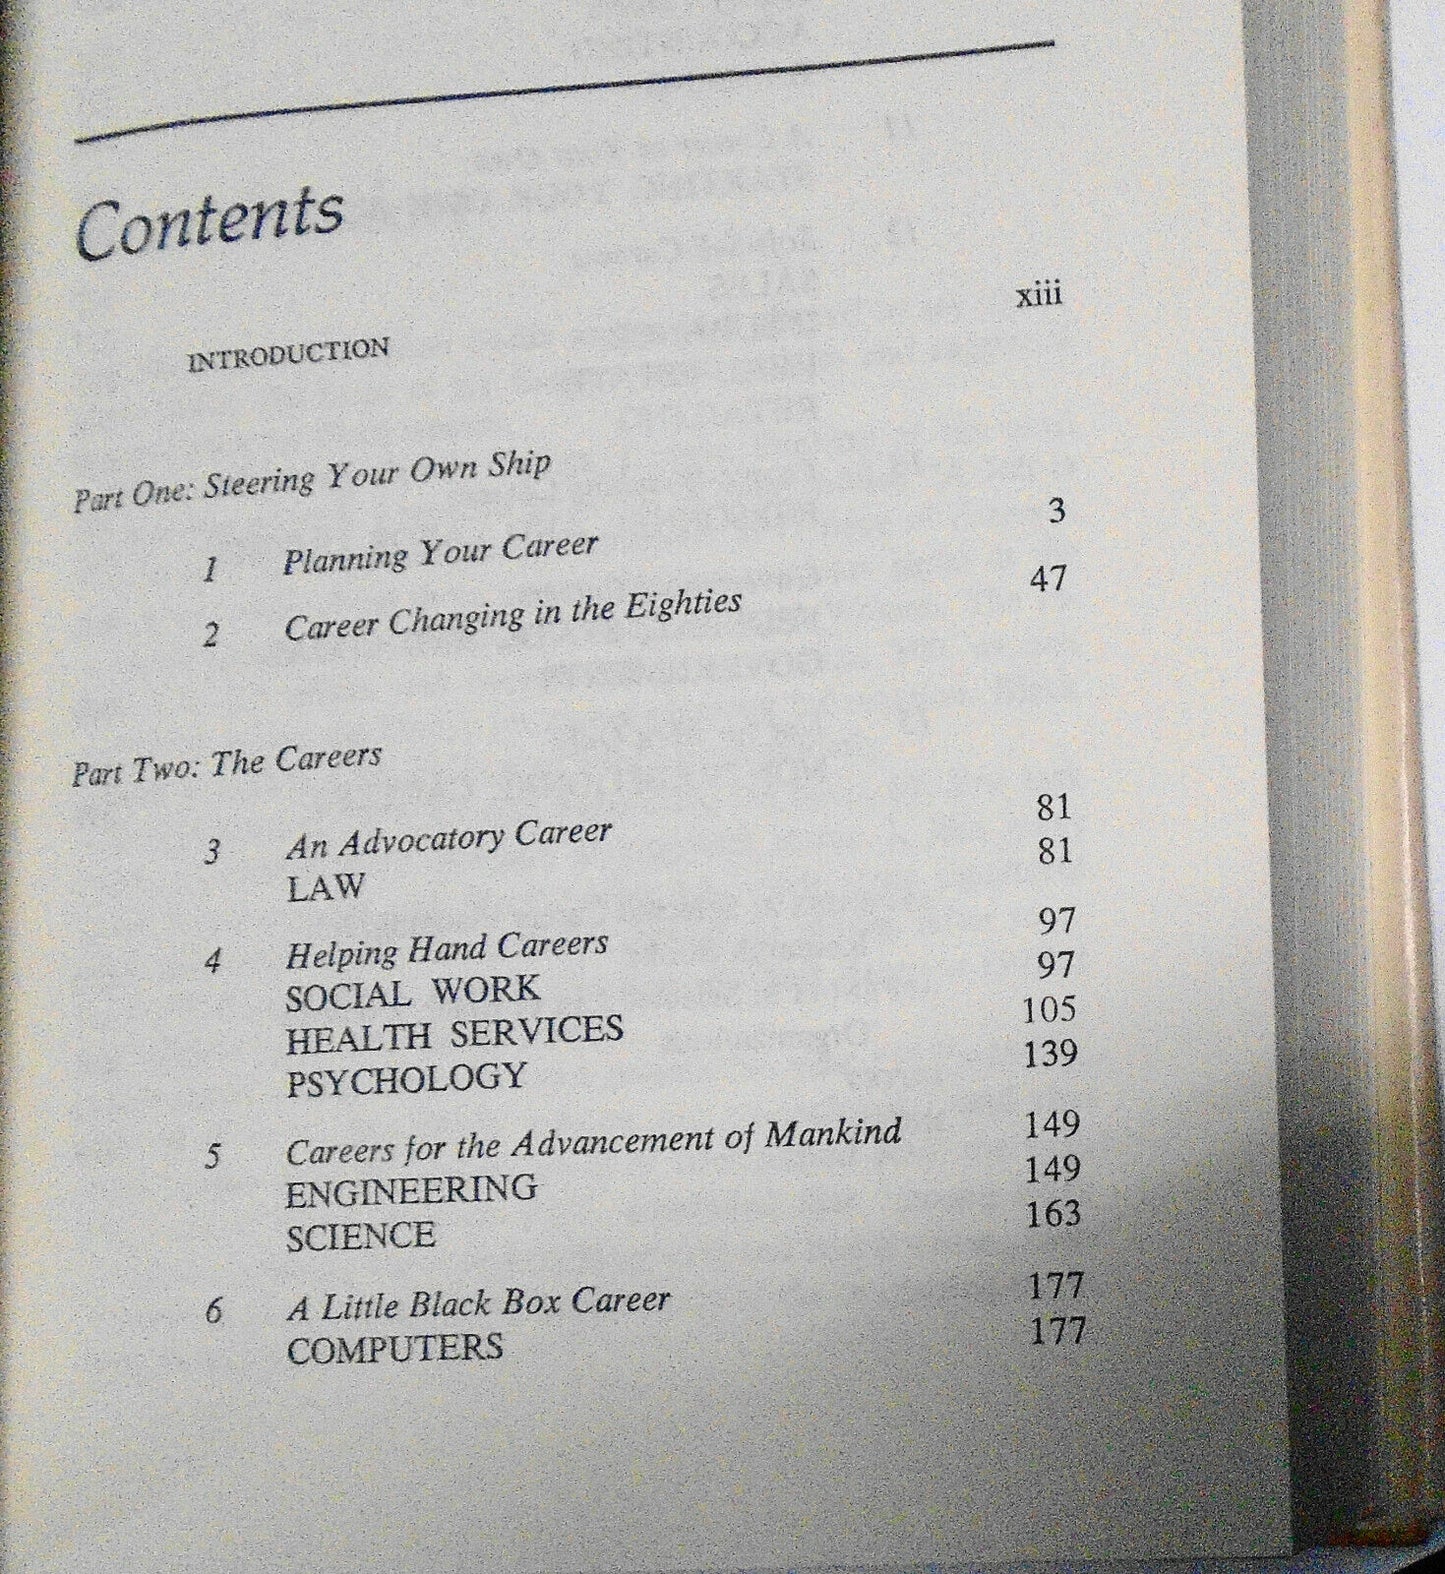 Contents
INTRODUCTION xiii
Part One: Steering Your Own Ship
1 Planning Your Career 3
2 Career Changing in the Eighties 47
Part Two: The Careers
3 An Advocatory Career 81
LAW 81
4 Helping Hand Careers 97
SOCIAL WORK 97
HEALTH SERVICES 105
PSYCHOLOGY 139
5 Careers for the Advancement of Mankind 149
ENGINEERING 149
SCIENCE 163
6 A Little Black Box Career 177
COMPUTERS 177